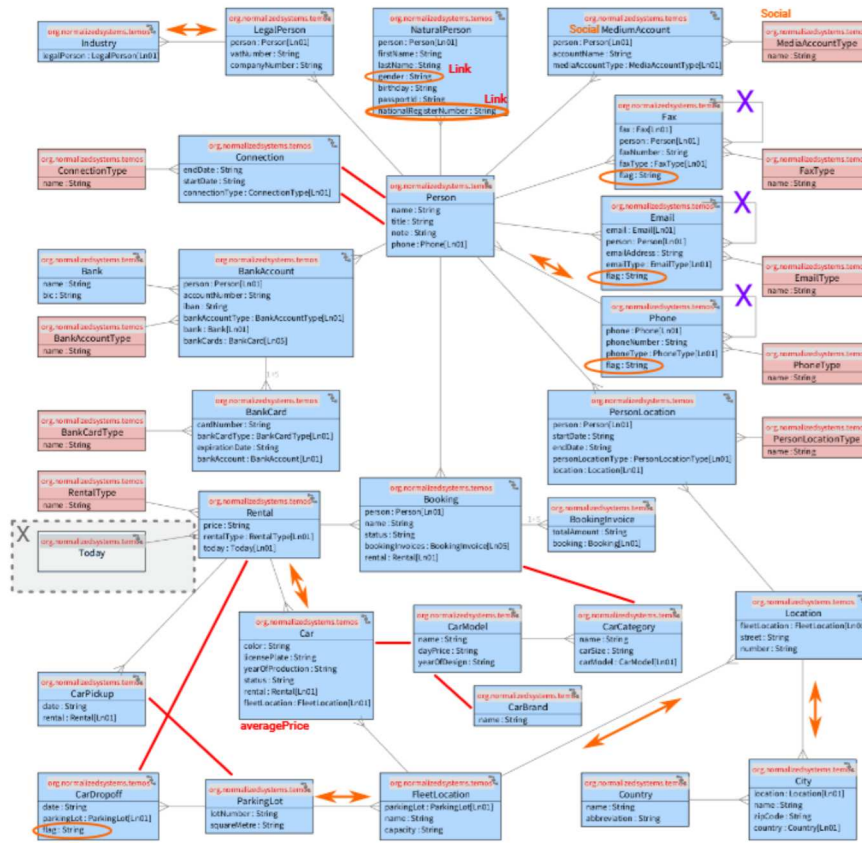 org.normalizedsystems.temos
Industry
legalPerson : LegalPerson[Ln01]
org.normalizedsystems.temos
LegalPerson
person : Person[Ln01]
vatNumber : String
companyNumber : String
org.normalizedsystems.temos
NaturalPerson
person : Person[Ln01]
firstName : String
lastName : String
gender : String
Link
birthday : String
passportId : String
Link
nationalRegisterNumber : String
org.normalizedsystems.temos
Social MediumAccount
person : Person[Ln01]
accountName : String
mediaAccountType : MediaAccountType[Ln01]
Social
org.normalizedsystems.temos
MediaAccountType
name : String
org.normalizedsystems.temos
Fax
fax : Fax[Ln01]
person : Person[Ln01]
faxNumber : String
faxType : FaxType[Ln01]
flag : String
X
org.normalizedsystems.temos
FaxType
name : String
org.normalizedsystems.temos
ConnectionType
name : String
org.normalizedsystems.temos
Connection
endDate : String
startDate : String
connectionType : ConnectionType[Ln01]
org.normalizedsystems.temos
Person
name : String
title : String
note : String
phone : Phone[Ln01]
org.normalizedsystems.temos
Email
email : Email[Ln01]
person : Person[Ln01]
emailAddress : String
emailType : EmailType[Ln01]
flag : String
X
org.normalizedsystems.temos
EmailType
name : String
org.normalizedsystems.temos
Bank
name : String
bic : String
org.normalizedsystems.temos
BankAccountType
name : String
org.normalizedsystems.temos
BankAccount
person : Person[Ln01]
accountNumber : String
iban : String
bankAccountType : BankAccountType[Ln01]
bank : Bank[Ln01]
bankCards : BankCard[Ln05]
org.normalizedsystems.temos
Phone
phone : Phone[Ln01]
phoneNumber : String
phoneType : PhoneType[Ln01]
flag : String
X
org.normalizedsystems.temos
PhoneType
name : String
org.normalizedsystems.temos
BankCardType
name : String
org.normalizedsystems.temos
BankCard
cardNumber : String
bankCardType : BankCardType[Ln01]
expirationDate : String
bankAccount : BankAccount[Ln01]
org.normalizedsystems.temos
PersonLocation
person : Person[Ln01]
startDate : String
endDate : String
personLocationType : PersonLocationType[Ln01]
location : Location[Ln01]
org.normalizedsystems.temos
PersonLocationType
name : String
org.normalizedsystems.temos
RentalType
name : String
X
org.normalizedsystems.temos
Today
org.normalizedsystems.temos
Rental
price : String
rentalType : RentalType[Ln01]
today : Today[Ln01]
org.normalizedsystems.temos
Booking
person : Person[Ln01]
name : String
status : String
bookingInvoices : BookingInvoice[Ln05]
rental : Rental[Ln01]
org.normalizedsystems.temos
BookingInvoice
totalAmount : String
booking : Booking[Ln01]
org.normalizedsystems.temos
Car
color : String
licensePlate : String
yearOfProduction : String
status : String
rental : Rental[Ln01]
fleetLocation : FleetLocation[Ln01]
averagePrice
org.normalizedsystems.temos
CarModel
name : String
dayPrice : String
yearOfDesign : String
org.normalizedsystems.temos
CarCategory
name : String
carSize : String
carModel : CarModel[Ln01]
org.normalizedsystems.temos
Location
fleetLocation : FleetLocation[Ln01]
street : String
number : String
org.normalizedsystems.temos
CarPickup
date : String
rental : Rental[Ln01]
org.normalizedsystems.temos
CarBrand
name : String
org.normalizedsystems.temos
CarDropoff
date : String
parkingLot : ParkingLot[Ln01]
flag : String
org.normalizedsystems.temos
ParkingLot
lotNumber : String
squareMetre : String
org.normalizedsystems.temos
FleetLocation
parkingLot : ParkingLot[Ln01]
name : String
capacity : String
org.normalizedsystems.temos
Country
name : String
abbreviation : String
org.normalizedsystems.temos
City
location : Location[Ln01]
name : String
zipCode : String
country : Country[Ln01]